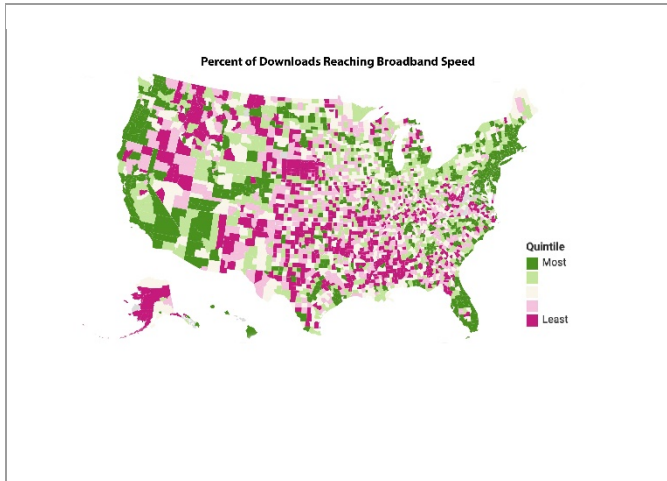 Percent of Downloads Reaching Broadband Speed
Quintile
Most
Least